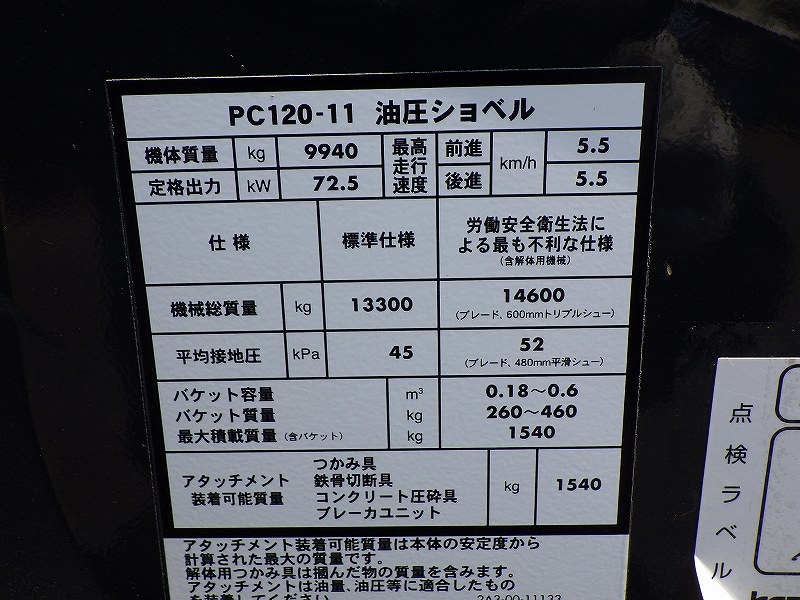 PC120-11 油圧ショベル
機体質量 kg 9940 最高走行速度 前進 km/h 5.5
定格出力 kW 72.5 後進 5.5
仕様 標準仕様 労働安全衛生法に
よる最も不利な仕様
(含解体用機械)
機械総質量 kg 13300 14600
(ブレード、600mmトリプルシュー)
平均接地圧 kPa 45 52
(ブレード、480mm平滑シュー)
バケット容量 m³ 0.18～0.6
バケット質量 kg 260～460
最大積載質量 (含バケット) kg 1540
アタッチメント
装着可能質量
つかみ具
鉄骨切断具
コンクリート圧砕具
ブレーカユニット
kg 1540
アタッチメント装着可能質量は本体の安定度から
計算された最大の質量です。
解体用つかみ具は掴んだ物の質量を含みます。
アタッチメントは油量、油圧等に適合したもの
を装着してください
2A3-00-11133
点検ラベル